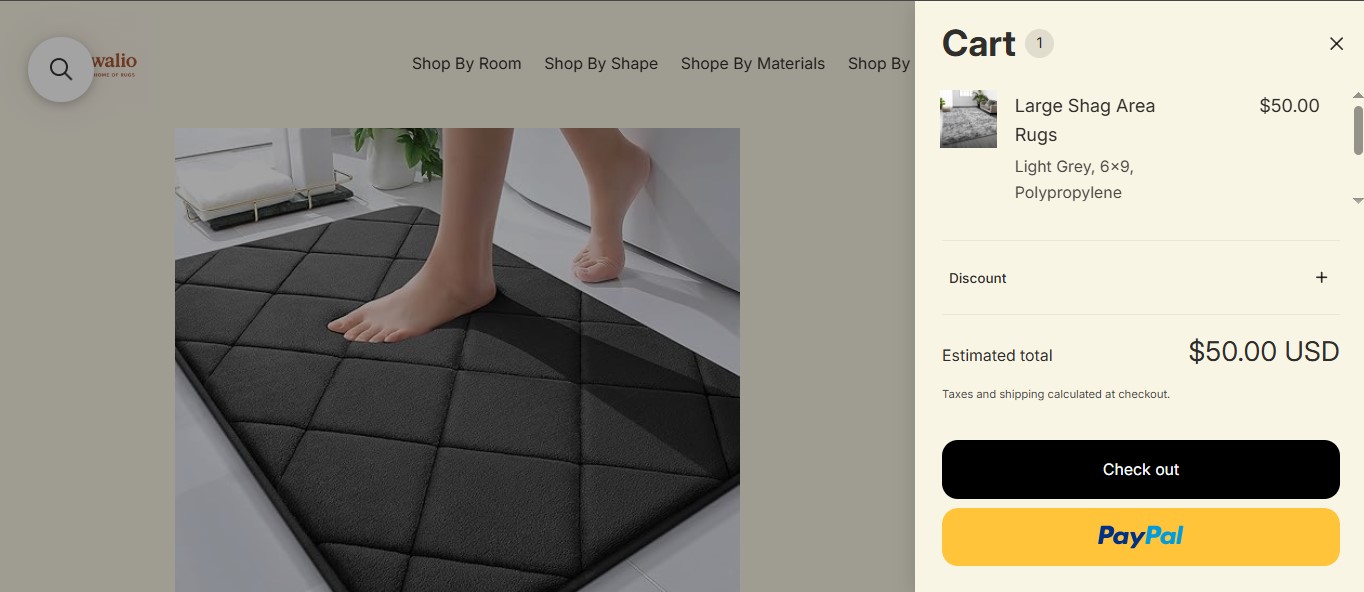 walio
HOME OF RUGS
Shop By Room
Shop By Shape
Shope By Materials
Shop By
Cart 1
Large Shag Area
Rugs
$50.00
Light Grey, 6×9,
Polypropylene
Discount
Estimated total
$50.00 USD
Taxes and shipping calculated at checkout.
Check out
PayPal